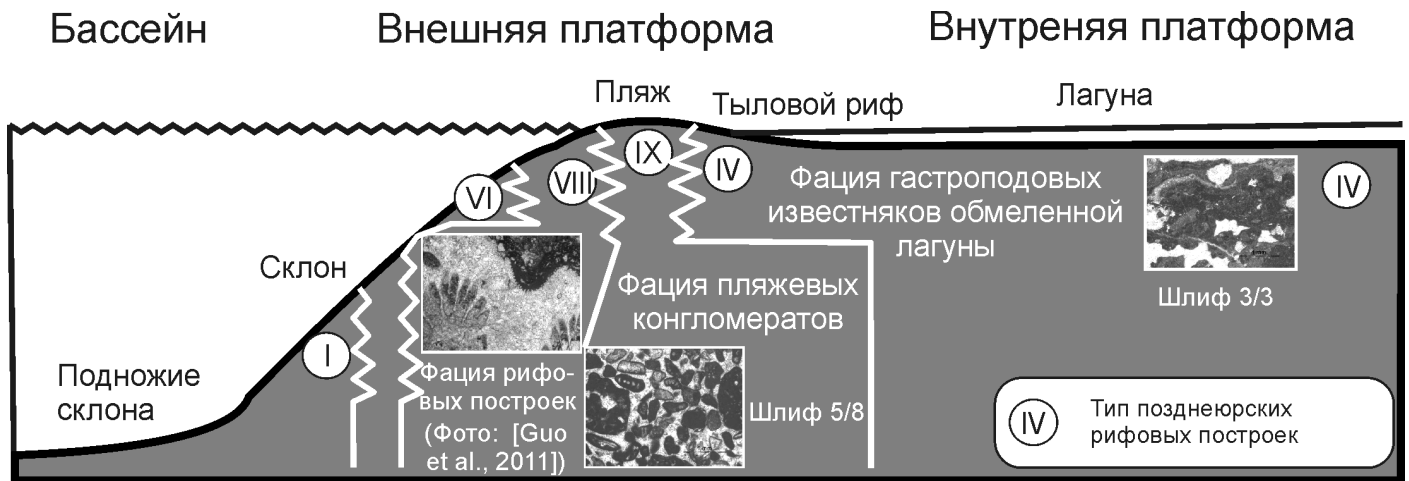 Бассейн
Внешняя платформа
Внутреняя платформа
Пляж
Тыловой риф
Лагуна
IX
VIII
IV
VI
IV
Фация гастроподовых
известняков обмеленной
лагуны
Склон
Фация пляжевых
конгломератов
Шлиф 3/3
I
Подножие
склона
Фация рифо-
вых построек
(Фото: [Guo
et al., 2011])
Шлиф 5/8
IV
Тип позднеюрских
рифовых построек